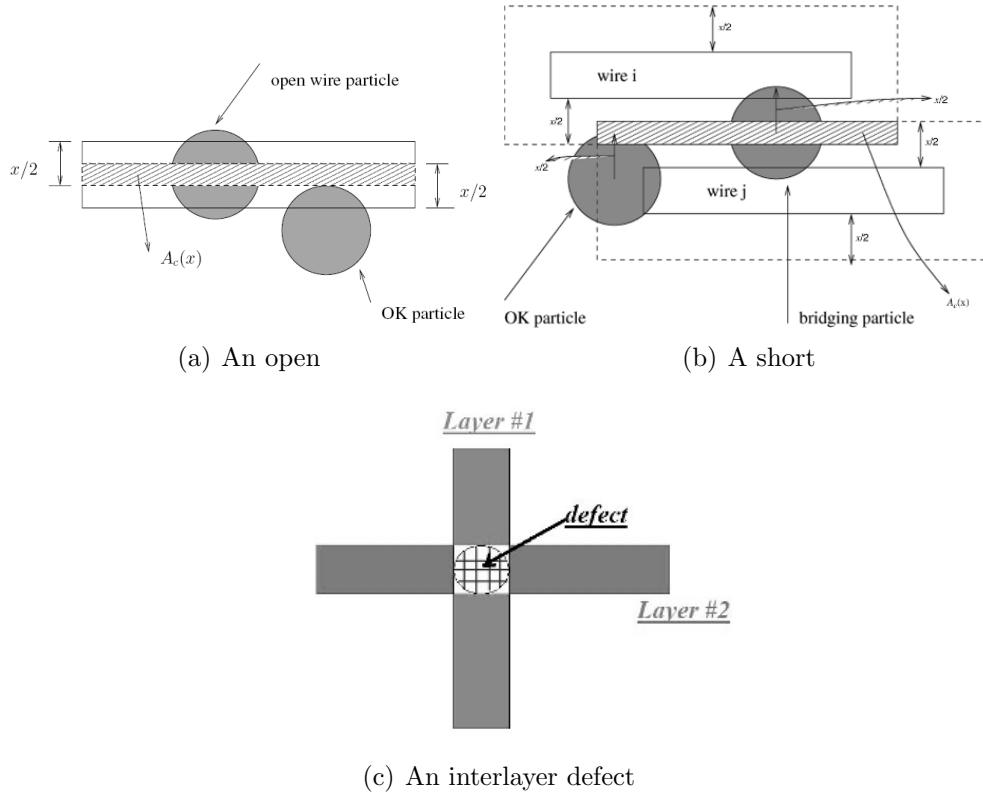 open wire particle
x/2
x/2
A_c(x)
OK particle
(a) An open
x/2
wire i
x/2
x/2
x/2
x/2
wire j
x/2
A_c(x)
OK particle
bridging particle
(b) A short
Layer #1
defect
Layer #2
(c) An interlayer defect